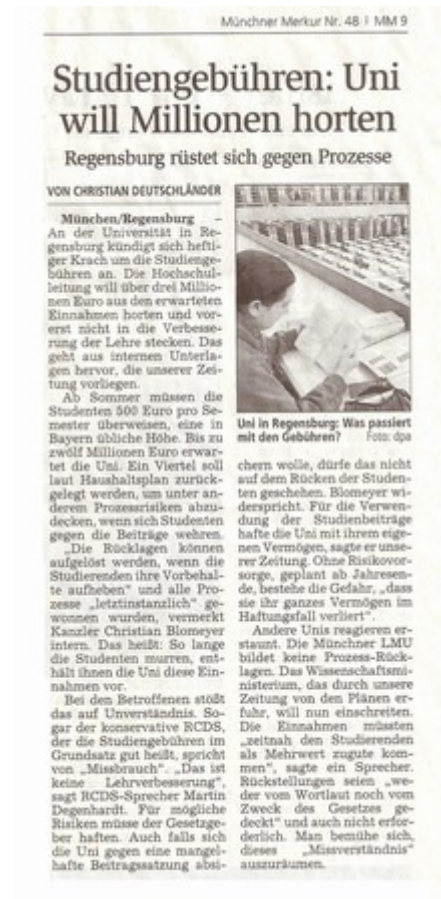 Münchner Merkur Nr. 48 | MM 9
Studiengebühren: Uni
will Millionen horten
Regensburg rüstet sich gegen Prozesse
VON CHRISTIAN DEUTSCHLÄNDER
München/Regensburg –
An der Universität in Re-
gensburg kündigt sich hefti-
ger Krach um die Studienge-
bühren an. Die Hochschul-
leitung will über drei Millio-
nen Euro aus den erwarteten
Einnahmen horten und vor-
erst nicht in die Verbesse-
rung der Lehre stecken. Das
geht aus internen Unterla-
gen hervor, die unserer Zei-
tung vorliegen.
Ab Sommer müssen die
Studenten 500 Euro pro Se-
mester überweisen, eine in
Bayern übliche Höhe. Bis zu
zwölf Millionen Euro erwar-
tet die Uni. Ein Viertel soll
laut Haushaltsplan zurück-
gelegt werden, um unter an-
derem Prozessrisiken abzu-
decken, wenn sich Studenten
gegen die Beiträge wehren.
„Die Rücklagen können
aufgelöst werden, wenn die
Studierenden ihre Vorbehal-
te aufheben“ und alle Pro-
zesse „letztinstanzlich“ ge-
wonnen wurden, vermerkt
Kanzler Christian Blomeyer
intern. Das heißt: So lange
die Studenten murren, ent-
hält ihnen die Uni diese Ein-
nahmen vor.
Bei den Betroffenen stößt
das auf Unverständnis. So-
gar der konservative RCDS,
der die Studiengebühren im
Grundsatz gut heißt, spricht
von „Missbrauch“. „Das ist
keine Lehrverbesserung“,
sagt RCDS-Sprecher Martin
Degenhardt. Für mögliche
Risiken müsse der Gesetzge-
ber haften. Auch falls sich
die Uni gegen eine mangel-
hafte Beitragssatzung absi-
Uni in Regensburg: Was passiert
mit den Gebühren? Foto: dpa
chern wolle, dürfe das nicht
auf dem Rücken der Studen-
ten geschehen. Blomeyer wi-
derspricht. Für die Verwen-
dung der Studienbeiträge
hafte die Uni mit ihrem eige-
nen Vermögen, sagte er unse-
rer Zeitung. Ohne Risikovor-
sorge, geplant ab Jahresen-
de, bestehe die Gefahr, „dass
sie ihr ganzes Vermögen im
Haftungsfall verliert“.
Andere Unis reagieren er-
staunt. Die Münchner LMU
bildet keine Prozess-Rück-
lagen. Das Wissenschaftsmi-
nisterium, das durch unsere
Zeitung von den Plänen er-
fuhr, will nun einschreiten.
Die Einnahmen müssten
„zeitnah den Studierenden
als Mehrwert zugute kom-
men“, sagte ein Sprecher.
Rückstellungen seien „we-
der vom Wortlaut noch vom
Zweck des Gesetzes ge-
deckt“ und auch nicht erfor-
derlich. Man bemühe sich,
dieses „Missverständnis“
auszuräumen.